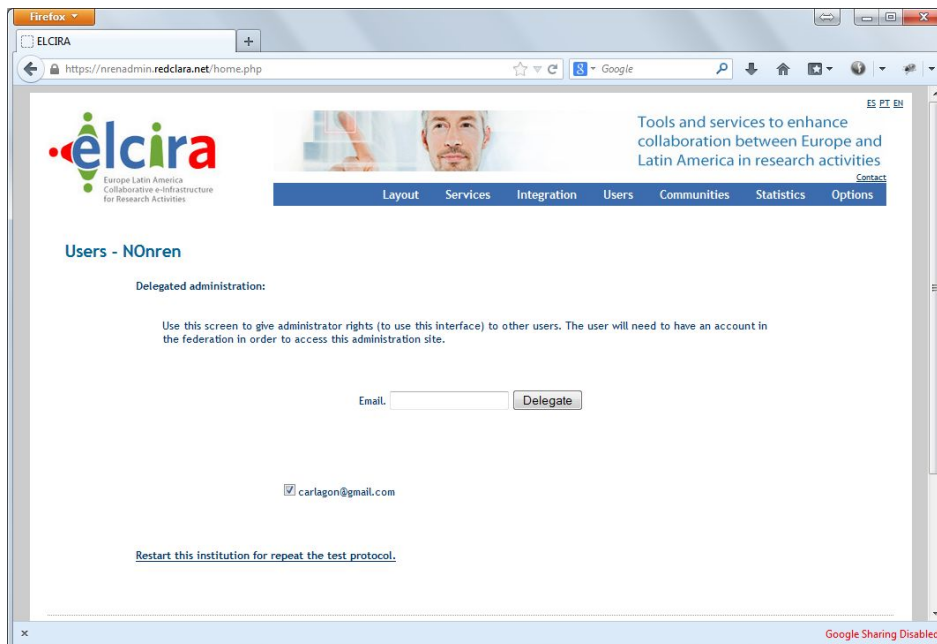 Firefox
ELCIRA
https://nrenadmin.redclara.net/home.php
Google
ES PT EN
elcira
Europe Latin America
Collaborative e-Infrastructure
for Research Activities
Tools and services to enhance
collaboration between Europe and
Latin America in research activities
Contact
Layout Services Integration Users Communities Statistics Options
Users - NOnren
Delegated administration:
Use this screen to give administrator rights (to use this interface) to other users. The user will need to have an account in
the federation in order to access this administration site.
Email. Delegate
carlagon@gmail.com
Restart this institution for repeat the test protocol.
x Google Sharing Disabled